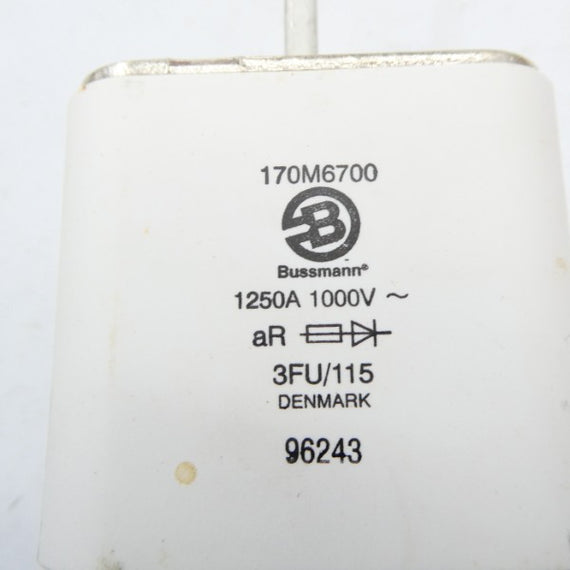 170M6700
B
Bussmann®
1250A 1000V ~
aR
3FU/115
DENMARK
96243